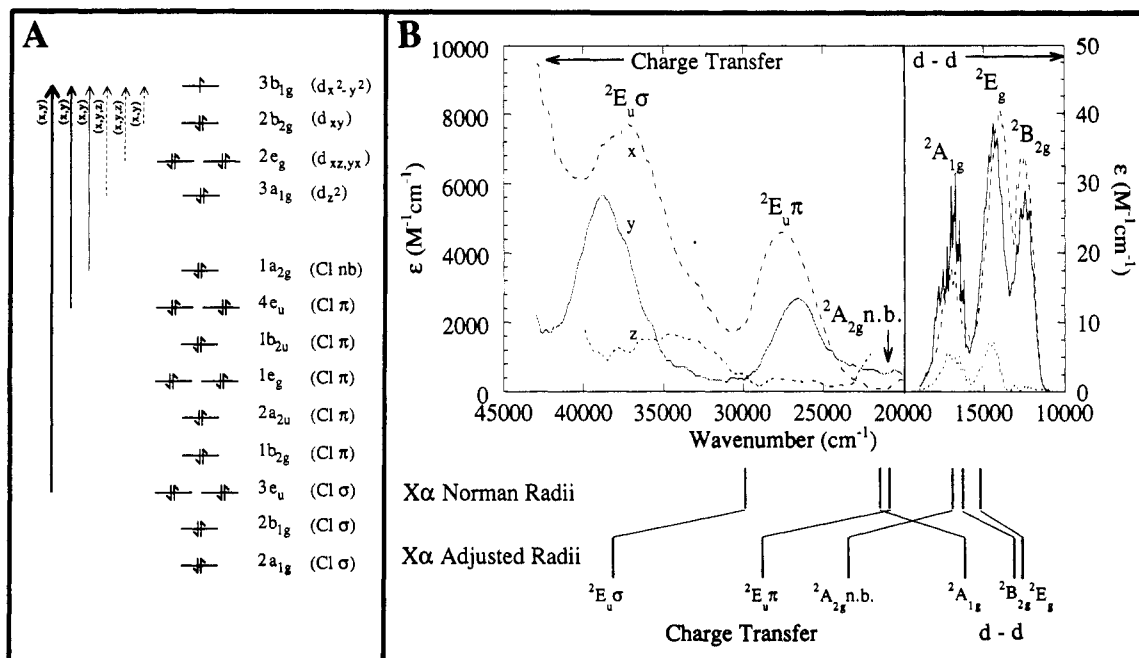 A
(x,y)
(x,y)
(x,y)
(x,y,z)
(x,y,z)
(x,y)
3b1g (dx2-y2)
2b2g (dxy)
2eg (dxz,yx)
3a1g (dz2)
1a2g (Cl nb)
4eu (Cl π)
1b2u (Cl π)
1eg (Cl π)
2a2u (Cl π)
1b2g (Cl π)
3eu (Cl σ)
2b1g (Cl σ)
2a1g (Cl σ)
B
Charge Transfer
d - d
ε (M-1cm-1)
10000
8000
6000
4000
2000
0
2Euσ
x
y
z
2Euπ
2A2g n.b.
2A1g
2Eg
2B2g
50
40
30
20
10
0
ε (M-1cm-1)
45000 40000 35000 30000 25000 20000 15000 10000
Wavenumber (cm-1)
Xα Norman Radii
Xα Adjusted Radii
2Euσ 2Euπ 2A2g n.b. 2A1g 2B2g 2Eg
Charge Transfer d - d